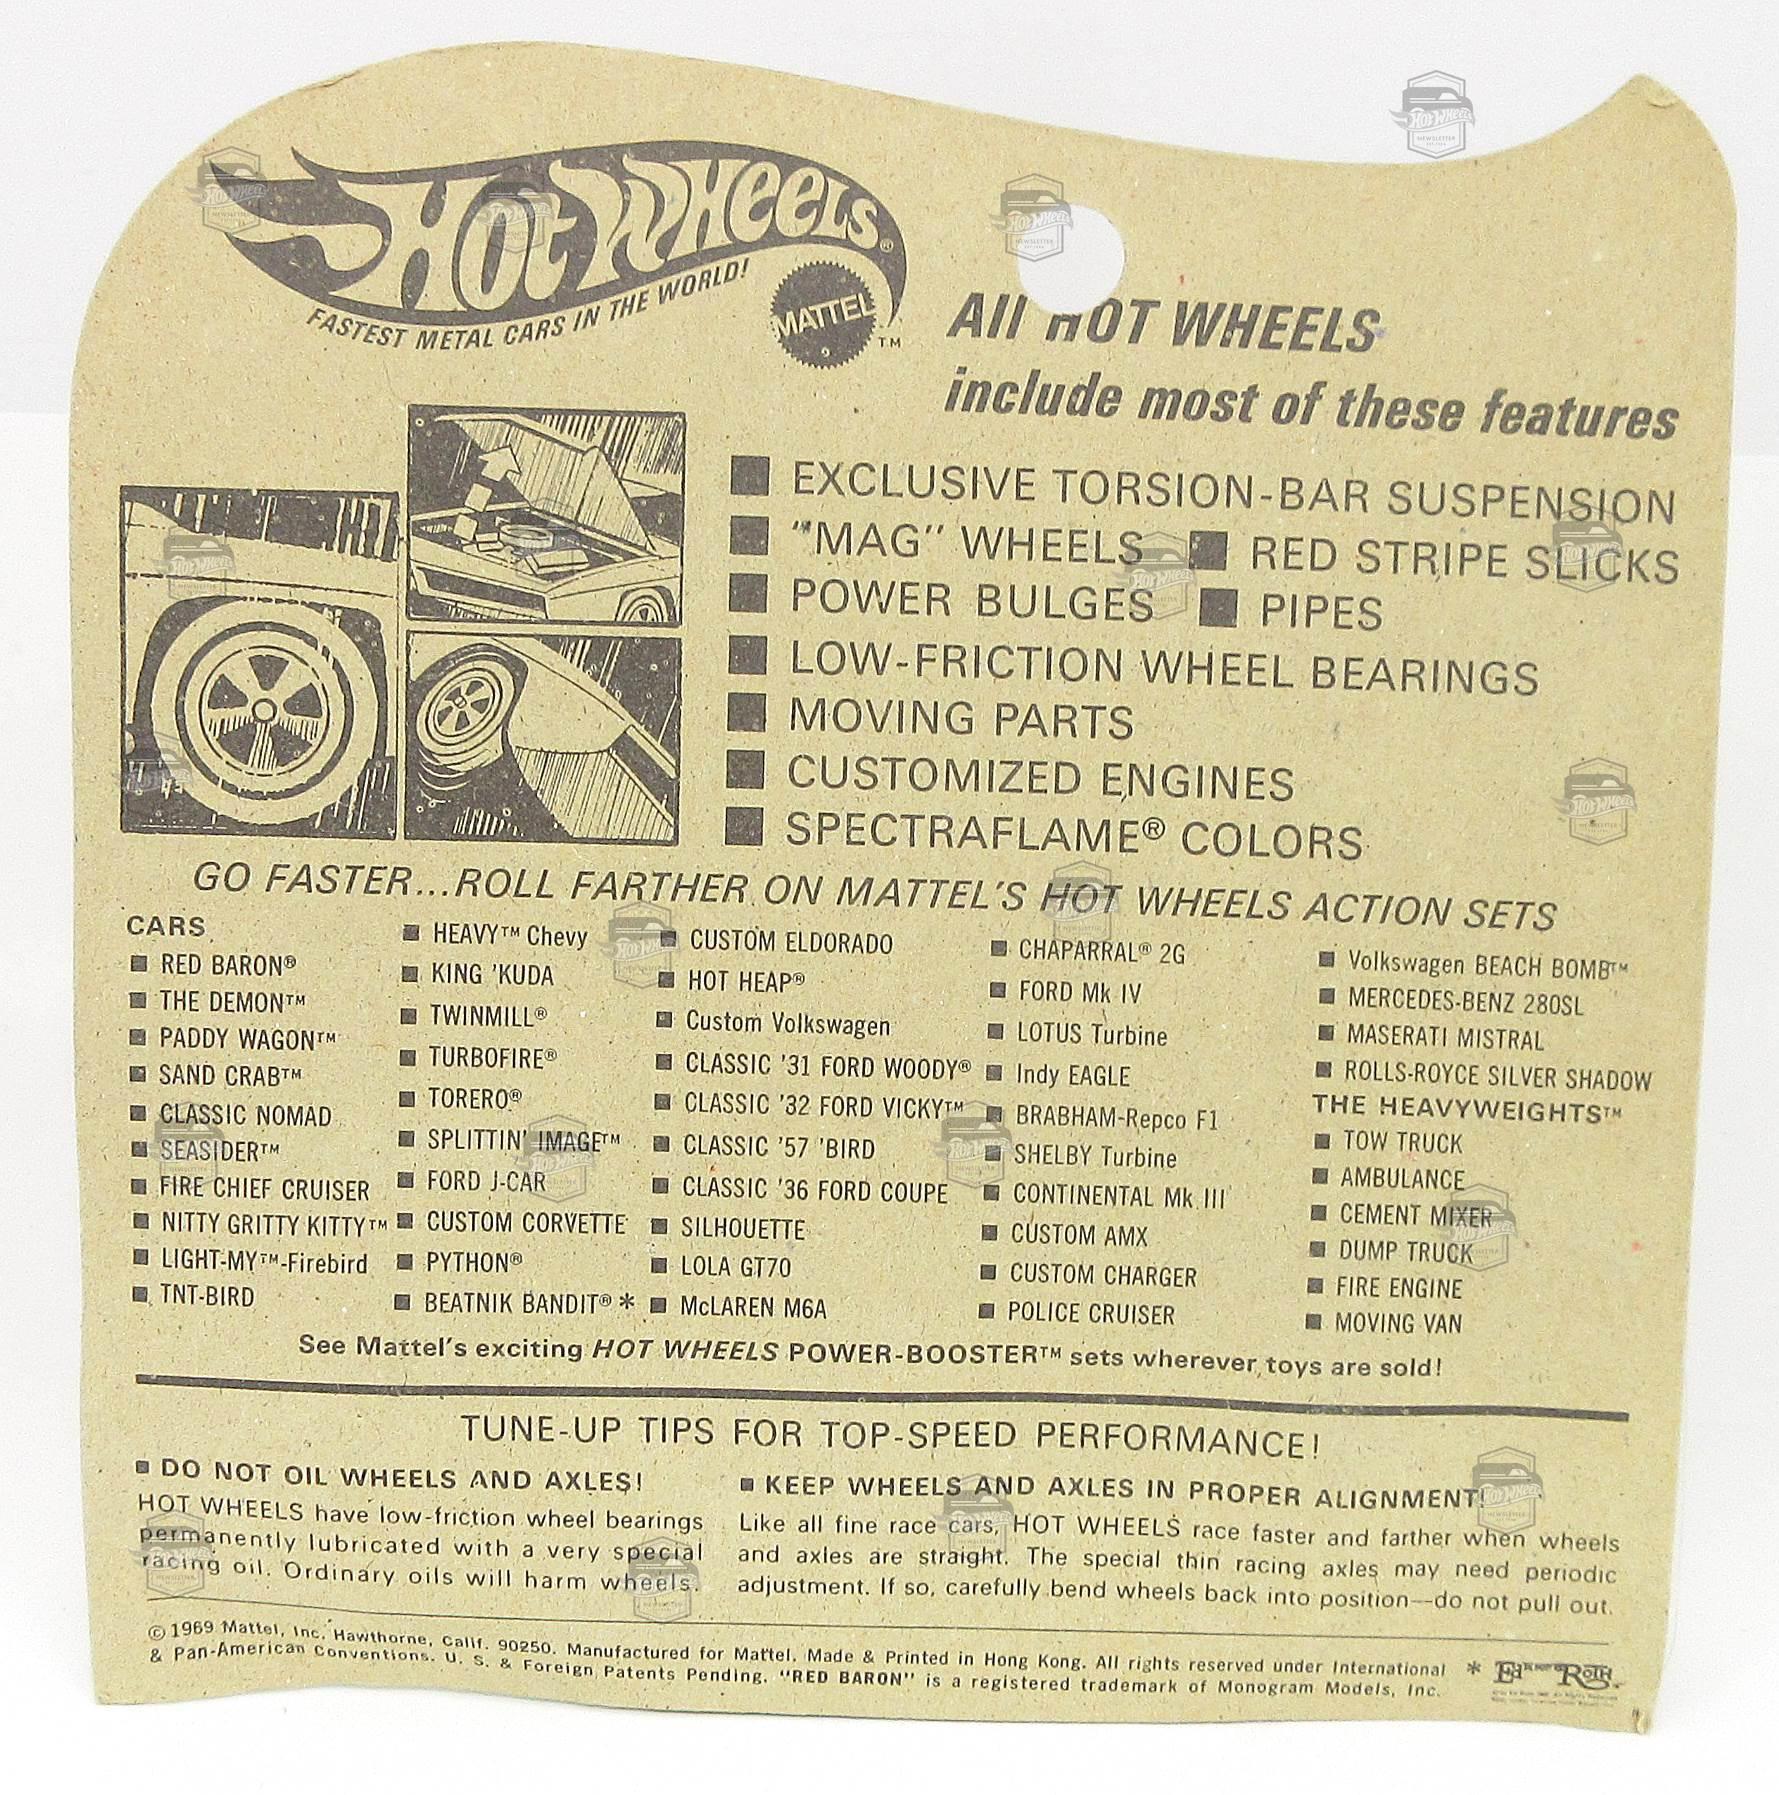 Hot Wheels®
FASTEST METAL CARS IN THE WORLD!
MATTEL
TM
All HOT WHEELS
include most of these features
■ EXCLUSIVE TORSION-BAR SUSPENSION
■ "MAG" WHEELS ■ RED STRIPE SLICKS
■ POWER BULGES ■ PIPES
■ LOW-FRICTION WHEEL BEARINGS
■ MOVING PARTS
■ CUSTOMIZED ENGINES
■ SPECTRAFLAME® COLORS
GO FASTER...ROLL FARTHER ON MATTEL'S HOT WHEELS ACTION SETS
CARS
■ RED BARON®
■ THE DEMON™
■ PADDY WAGON™
■ SAND CRAB™
■ CLASSIC NOMAD
■ SEASIDER™
■ FIRE CHIEF CRUISER
■ NITTY GRITTY KITTY™
■ LIGHT-MY™-Firebird
■ TNT-BIRD
■ HEAVY™ Chevy
■ KING 'KUDA
■ TWINMILL®
■ TURBOFIRE®
■ TORERO®
■ SPLITTIN' IMAGE™
■ FORD J-CAR
■ CUSTOM CORVETTE
■ PYTHON®
■ BEATNIK BANDIT® *
■ CUSTOM ELDORADO
■ HOT HEAP®
■ Custom Volkswagen
■ CLASSIC '31 FORD WOODY®
■ CLASSIC '32 FORD VICKY™
■ CLASSIC '57 'BIRD
■ CLASSIC '36 FORD COUPE
■ SILHOUETTE
■ LOLA GT70
■ McLAREN M6A
■ CHAPARRAL® 2G
■ FORD Mk IV
■ LOTUS Turbine
■ Indy EAGLE
■ BRABHAM-Repco F1
■ SHELBY Turbine
■ CONTINENTAL Mk III
■ CUSTOM AMX
■ CUSTOM CHARGER
■ POLICE CRUISER
■ Volkswagen BEACH BOMB™
■ MERCEDES-BENZ 280SL
■ MASERATI MISTRAL
■ ROLLS-ROYCE SILVER SHADOW
THE HEAVYWEIGHTS™
■ TOW TRUCK
■ AMBULANCE
■ CEMENT MIXER
■ DUMP TRUCK
■ FIRE ENGINE
■ MOVING VAN
See Mattel's exciting HOT WHEELS POWER-BOOSTER™ sets wherever toys are sold!
TUNE-UP TIPS FOR TOP-SPEED PERFORMANCE!
■ DO NOT OIL WHEELS AND AXLES!
HOT WHEELS have low-friction wheel bearings
permanently lubricated with a very special
racing oil. Ordinary oils will harm wheels.
■ KEEP WHEELS AND AXLES IN PROPER ALIGNMENT!
Like all fine race cars, HOT WHEELS race faster and farther when wheels
and axles are straight. The special thin racing axles may need periodic
adjustment. If so, carefully bend wheels back into position—do not pull out.
© 1969 Mattel, Inc. Hawthorne, Calif. 90250. Manufactured for Mattel. Made & Printed in Hong Kong. All rights reserved under International
& Pan-American Conventions. U. S. & Foreign Patents Pending. "RED BARON" is a registered trademark of Monogram Models, Inc.
* Ed Roth